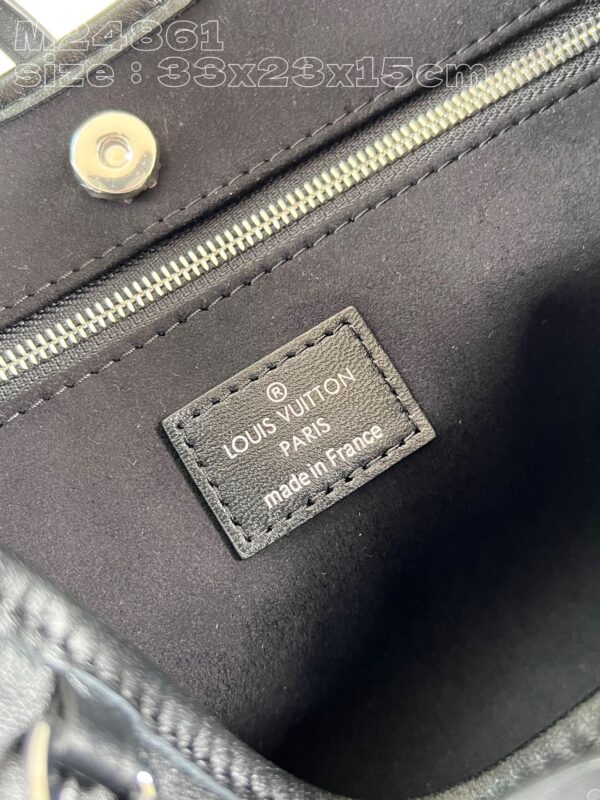 M24861
size : 33x23x15cm
®
LOUIS VUITTON
PARIS
made in France